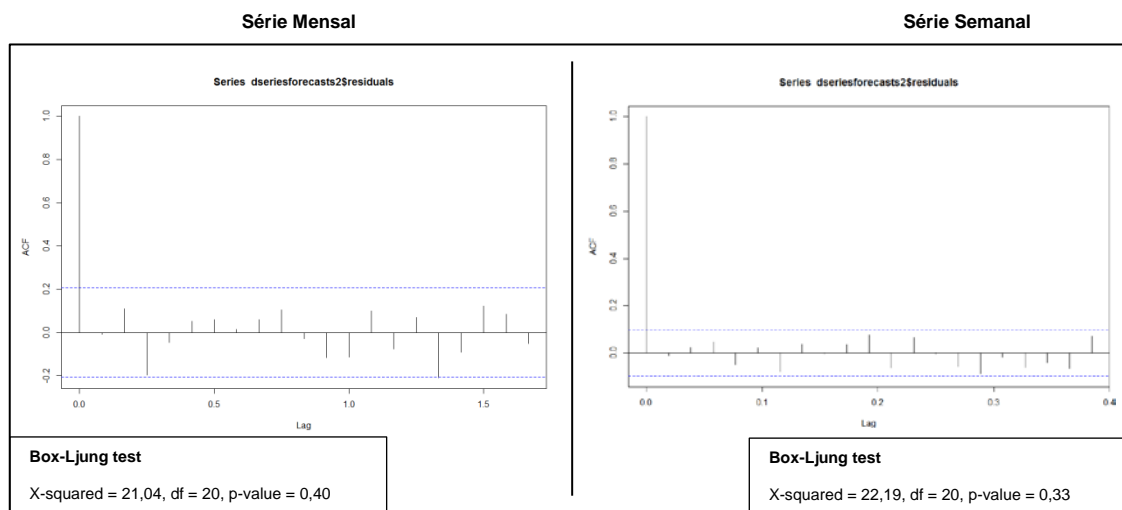 Série Mensal
Série Semanal
Series dseriesforecasts2$residuals
ACF
1.0
0.8
0.6
0.4
0.2
0.0
-0.2
0.0
0.5
1.0
1.5
Lag
Box-Ljung test
X-squared = 21,04, df = 20, p-value = 0,40
Series dseriesforecasts2$residuals
ACF
1.0
0.8
0.6
0.4
0.2
0.0
0.0
0.1
0.2
0.3
Lag
Box-Ljung test
X-squared = 22,19, df = 20, p-value = 0,33